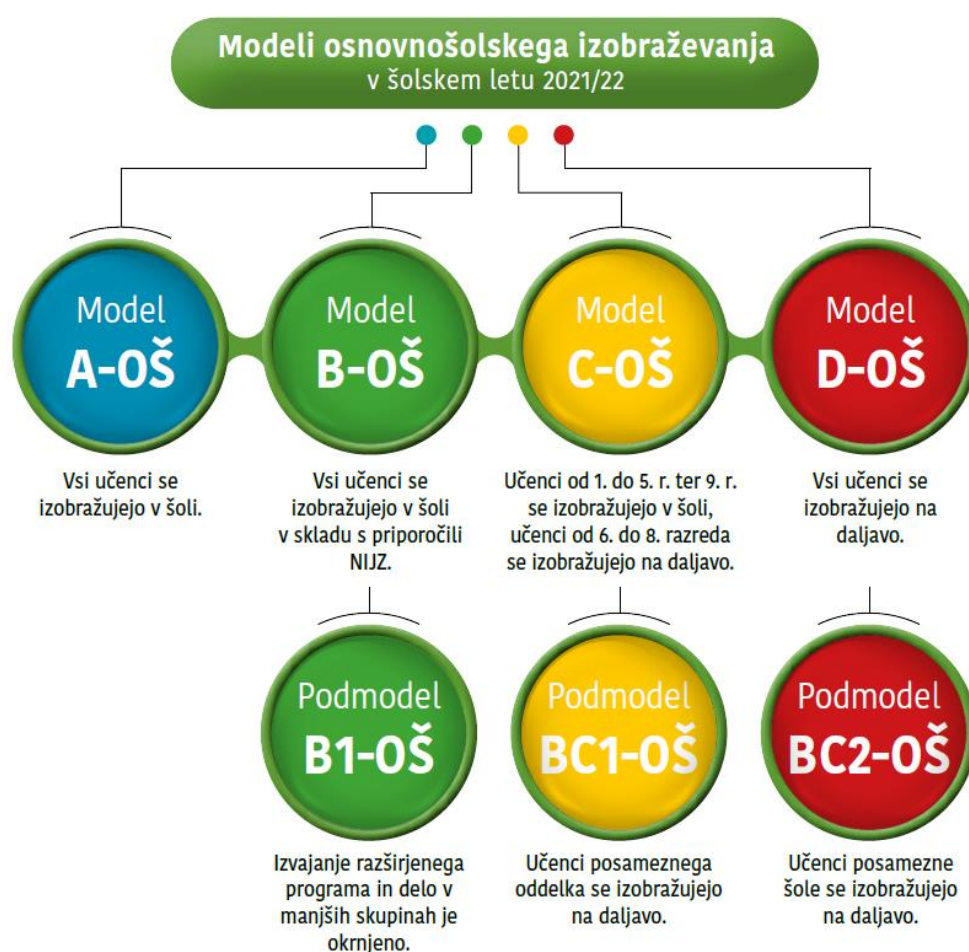 Modeli osnovnošolskega izobraževanja
v šolskem letu 2021/22
Model
A-OŠ
Vsi učenci se
izobražujejo v šoli.
Model
B-OŠ
Vsi učenci se
izobražujejo v šoli
v skladu s priporočili
NIJZ.
Model
C-OŠ
Učenci od 1. do 5. r. ter 9. r.
se izobražujejo v šoli,
učenci od 6. do 8. razreda
se izobražujejo na daljavo.
Model
D-OŠ
Vsi učenci se
izobražujejo na
daljavo.
Podmodel
B1-OŠ
Izvajanje razširjenega
programa in delo v
manjših skupinah je
okrnjeno.
Podmodel
BC1-OŠ
Učenci posameznega
oddelka se izobražujejo
na daljavo.
Podmodel
BC2-OŠ
Učenci posamezne
šole se izobražujejo
na daljavo.